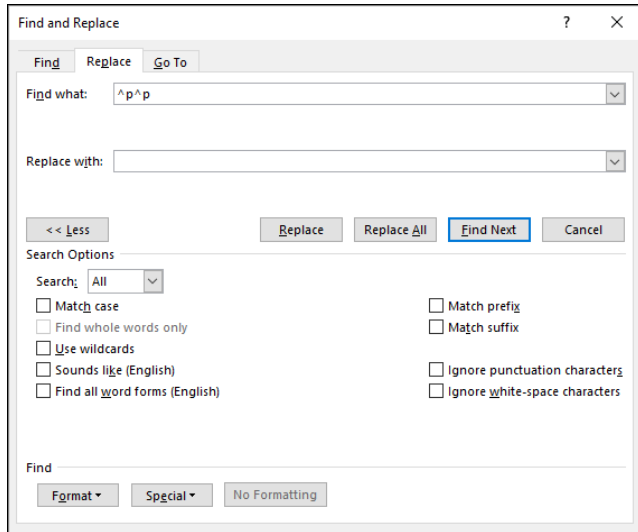 Find and Replace ? ×
Find Replace Go To
Find what: ^p^p
Replace with:
<< Less Replace Replace All Find Next Cancel
Search Options
Search: All
Match case Match prefix
Find whole words only Match suffix
Use wildcards
Sounds like (English) Ignore punctuation characters
Find all word forms (English) Ignore white-space characters
Find
Format Special No Formatting